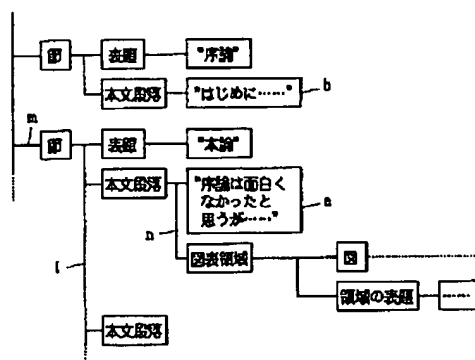 節 表題 "序論"
本文段落 "はじめに……" b
m
節 表題 "本論"
本文段落 "序論は面白く
なかったと
思うが……" a
n
図表領域 図
l
領域の表題 ……
本文段落